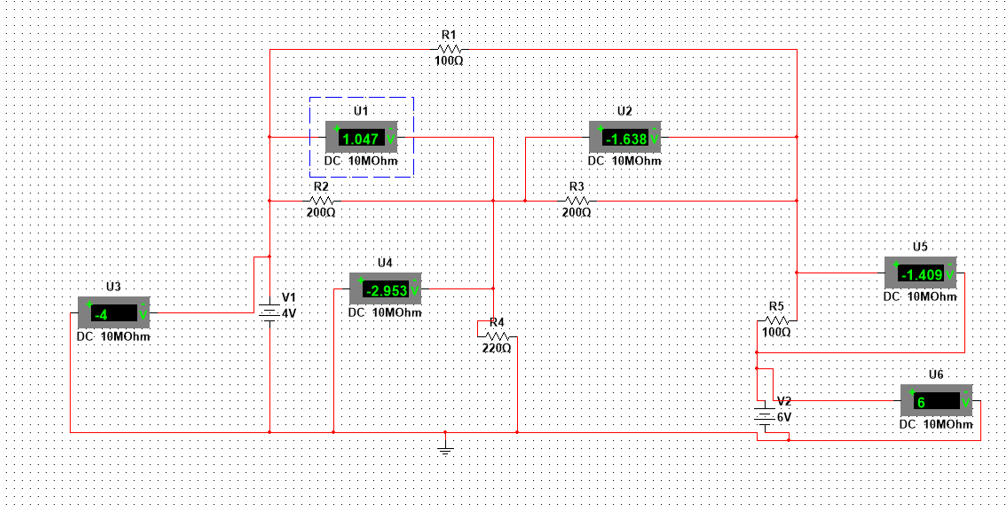 R1
100Ω
U1
+ -
1.047 V
DC 10MOhm
U2
+ -
-1.638 V
DC 10MOhm
R2
200Ω
R3
200Ω
U3
+ -
-4 V
DC 10MOhm
V1
4V
U4
+ -
-2.953 V
DC 10MOhm
R4
220Ω
U5
+ -
-1.409 V
DC 10MOhm
R5
100Ω
V2
6V
U6
+ -
6 V
DC 10MOhm